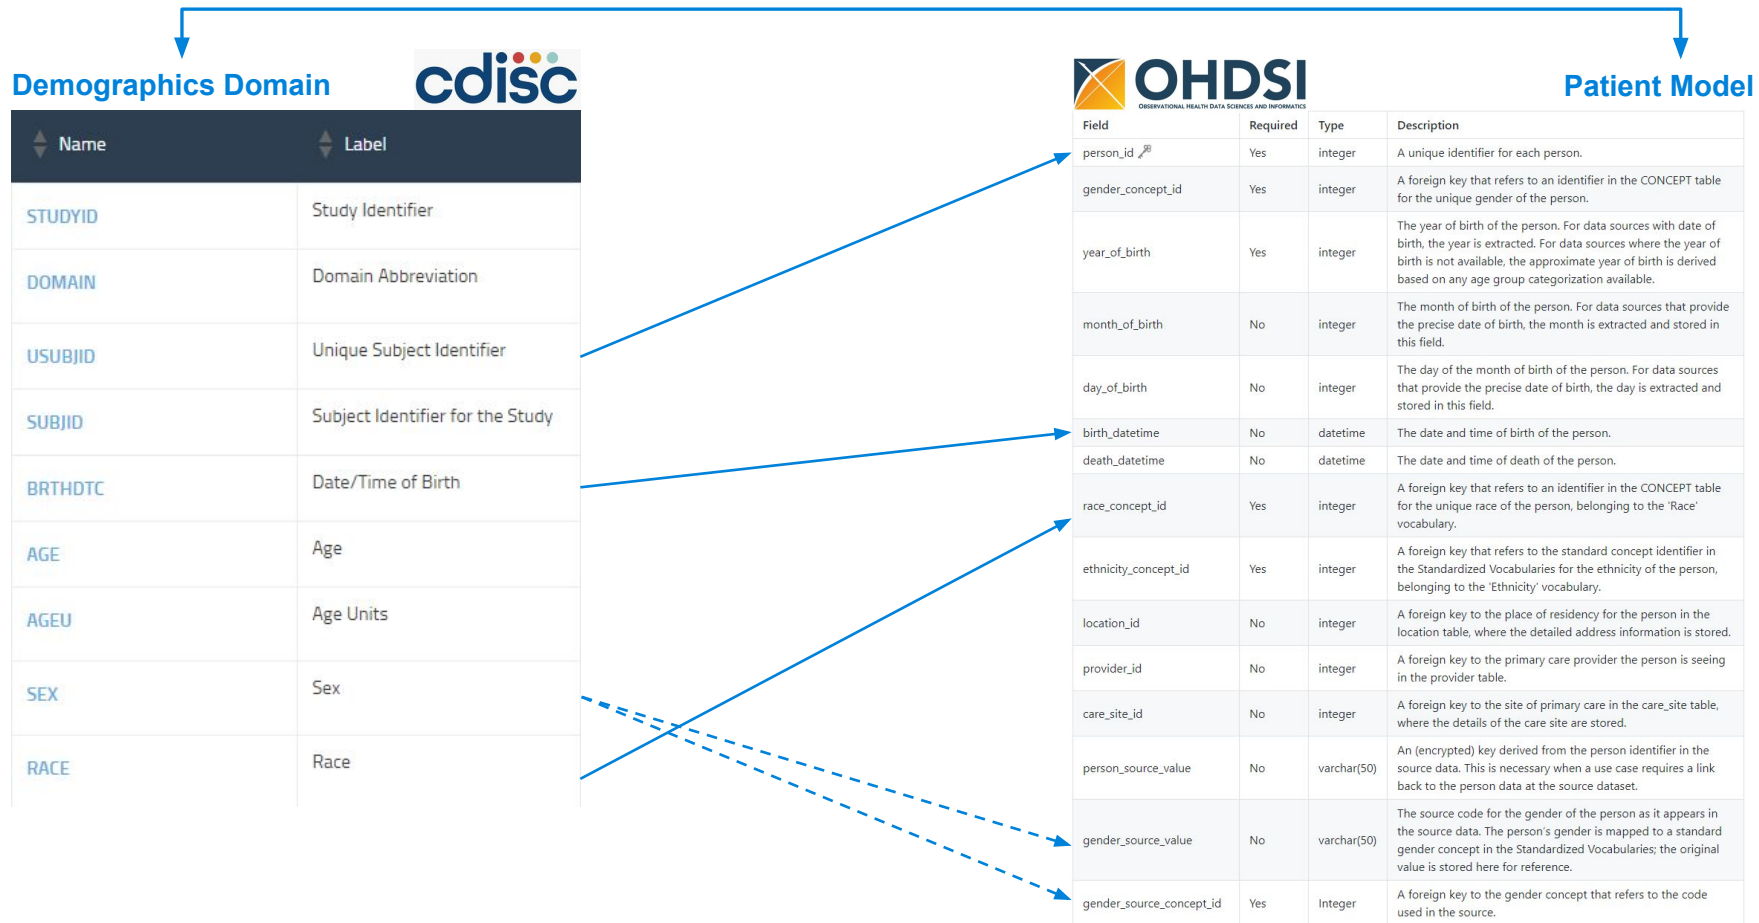 Demographics Domain
cdisc
Name Label
STUDYID Study Identifier
DOMAIN Domain Abbreviation
USUBJID Unique Subject Identifier
SUBJID Subject Identifier for the Study
BRTHDTC Date/Time of Birth
AGE Age
AGEU Age Units
SEX Sex
RACE Race
OHDSI
OBSERVATIONAL HEALTH DATA SCIENCES AND INFORMATICS
Patient Model
Field Required Type Description
person_id Yes integer A unique identifier for each person.
gender_concept_id Yes integer A foreign key that refers to an identifier in the CONCEPT table
for the unique gender of the person.
year_of_birth Yes integer The year of birth of the person. For data sources with date of
birth, the year is extracted. For data sources where the year of
birth is not available, the approximate year of birth is derived
based on any age group categorization available.
month_of_birth No integer The month of birth of the person. For data sources that provide
the precise date of birth, the month is extracted and stored in
this field.
day_of_birth No integer The day of the month of birth of the person. For data sources
that provide the precise date of birth, the day is extracted and
stored in this field.
birth_datetime No datetime The date and time of birth of the person.
death_datetime No datetime The date and time of death of the person.
race_concept_id Yes integer A foreign key that refers to an identifier in the CONCEPT table
for the unique race of the person, belonging to the 'Race'
vocabulary.
ethnicity_concept_id Yes integer A foreign key that refers to the standard concept identifier in
the Standardized Vocabularies for the ethnicity of the person,
belonging to the 'Ethnicity' vocabulary.
location_id No integer A foreign key to the place of residency for the person in the
location table, where the detailed address information is stored.
provider_id No integer A foreign key to the primary care provider the person is seeing
in the provider table.
care_site_id No integer A foreign key to the site of primary care in the care_site table,
where the details of the care site are stored.
person_source_value No varchar(50) An (encrypted) key derived from the person identifier in the
source data. This is necessary when a use case requires a link
back to the person data at the source dataset.
gender_source_value No varchar(50) The source code for the gender of the person as it appears in
the source data. The person's gender is mapped to a standard
gender concept in the Standardized Vocabularies; the original
value is stored here for reference.
gender_source_concept_id Yes Integer A foreign key to the gender concept that refers to the code
used in the source.